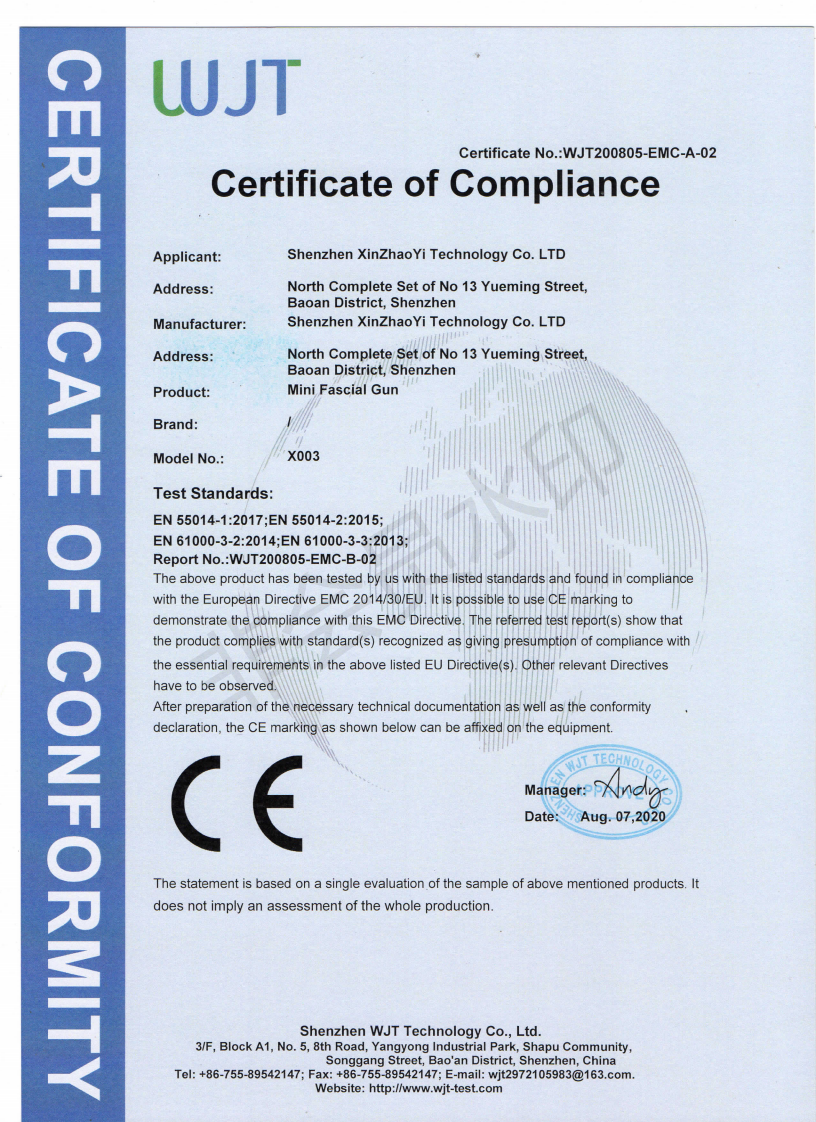 CERTIFICATE OF CONFORMITY
WJT
Certificate No.:WJT200805-EMC-A-02
Certificate of Compliance
Applicant: Shenzhen XinZhaoYi Technology Co. LTD
Address: North Complete Set of No 13 Yueming Street,
Baoan District, Shenzhen
Manufacturer: Shenzhen XinZhaoYi Technology Co. LTD
Address: North Complete Set of No 13 Yueming Street,
Baoan District, Shenzhen
Product: Mini Fascial Gun
Brand: /
Model No.: X003
Test Standards:
EN 55014-1:2017;EN 55014-2:2015;
EN 61000-3-2:2014;EN 61000-3-3:2013;
Report No.:WJT200805-EMC-B-02
The above product has been tested by us with the listed standards and found in compliance
with the European Directive EMC 2014/30/EU. It is possible to use CE marking to
demonstrate the compliance with this EMC Directive. The referred test report(s) show that
the product complies with standard(s) recognized as giving presumption of compliance with
the essential requirements in the above listed EU Directive(s). Other relevant Directives
have to be observed.
After preparation of the necessary technical documentation as well as the conformity
declaration, the CE marking as shown below can be affixed on the equipment.
非会员水印
CE
Manager: Andy
Date: Aug. 07,2020
The statement is based on a single evaluation of the sample of above mentioned products. It
does not imply an assessment of the whole production.
Shenzhen WJT Technology Co., Ltd.
3/F, Block A1, No. 5, 8th Road, Yangyong Industrial Park, Shapu Community,
Songgang Street, Bao'an District, Shenzhen, China
Tel: +86-755-89542147; Fax: +86-755-89542147; E-mail: wjt2972105983@163.com.
Website: http://www.wjt-test.com